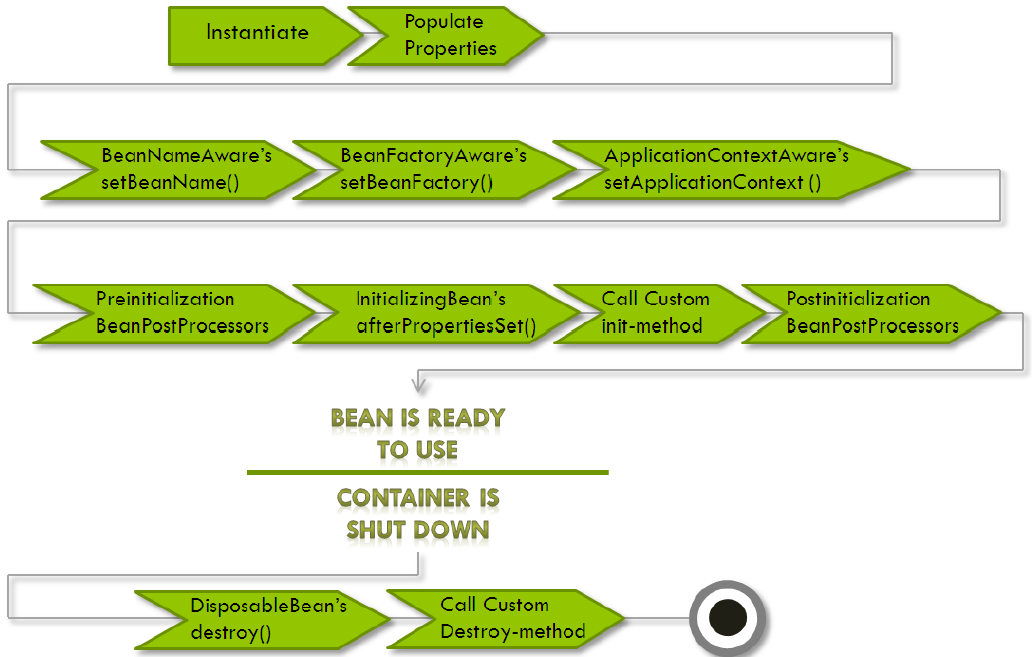 Instantiate
Populate
Properties
BeanNameAware's
setBeanName()
BeanFactoryAware's
setBeanFactory()
ApplicationContextAware's
setApplicationContext ()
Preinitialization
BeanPostProcessors
InitializingBean's
afterPropertiesSet()
Call Custom
init-method
Postinitialization
BeanPostProcessors
BEAN IS READY
TO USE
CONTAINER IS
SHUT DOWN
DisposableBean's
destroy()
Call Custom
Destroy-method